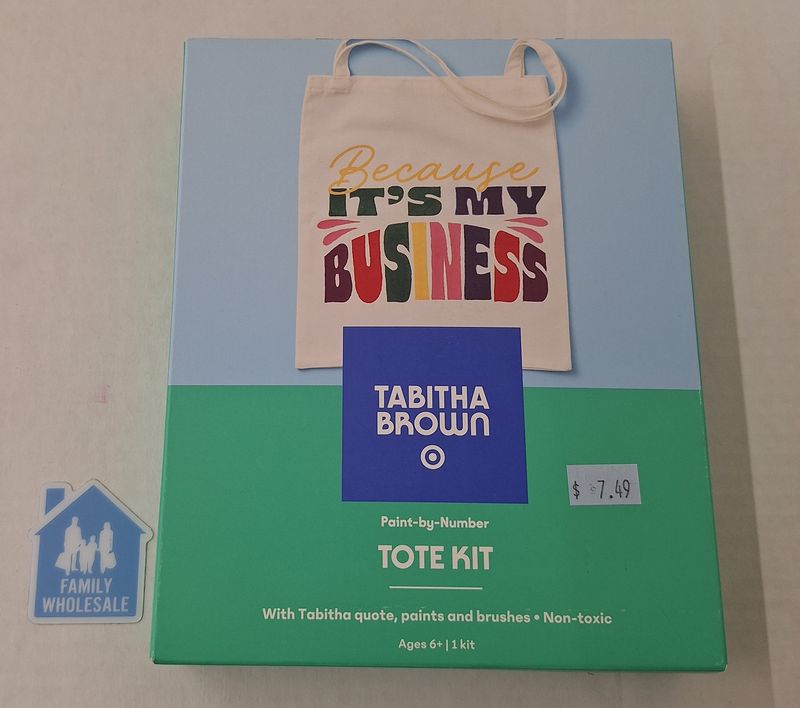 Because
IT'S MY
BUSINESS
TABITHA
BROWN
$ 7.49
Paint-by-Number
TOTE KIT
With Tabitha quote, paints and brushes • Non-toxic
Ages 6+ | 1 kit
FAMILY
WHOLESALE